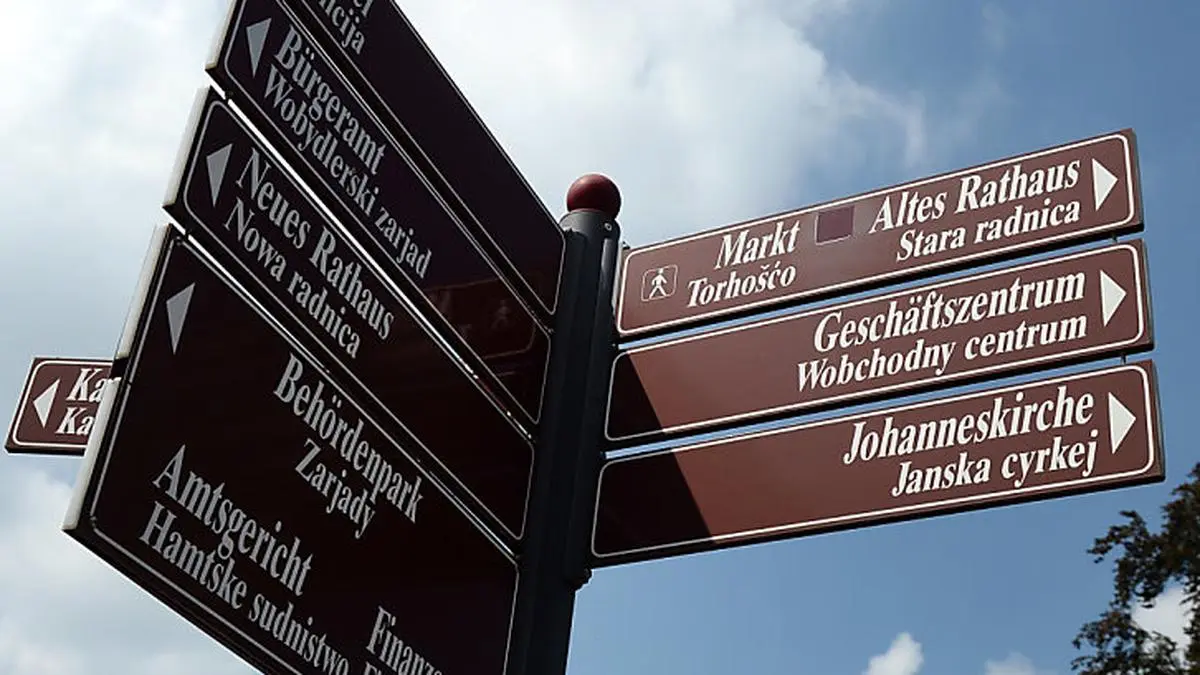 Bürgeramt
Wobydlerski zarjad
Neues Rathaus
Nowa radnica
Behördenpark
Zarjady
Amtsgericht
Hamtske sudnistwo
Markt
Torhošćo
Altes Rathaus
Stara radnica
Geschäftszentrum
Wobchodny centrum
Johanneskirche
Janska cyrkej